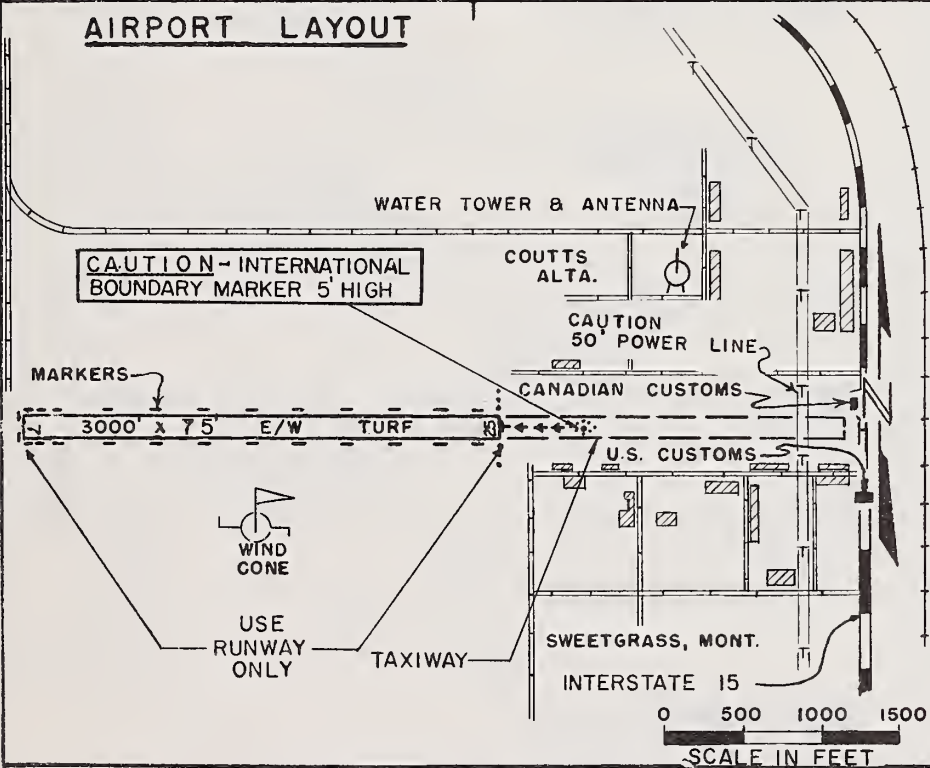 AIRPORT LAYOUT
WATER TOWER & ANTENNA
CAUTION - INTERNATIONAL
BOUNDARY MARKER 5' HIGH
COUTTS
ALTA.
CAUTION
50' POWER LINE
MARKERS
CANADIAN CUSTOMS
7 3000' x 75' E/W TURF 25
U.S. CUSTOMS
WIND
CONE
USE
RUNWAY
ONLY
TAXIWAY
SWEETGRASS, MONT.
INTERSTATE 15
0 500 1000 1500
SCALE IN FEET
N